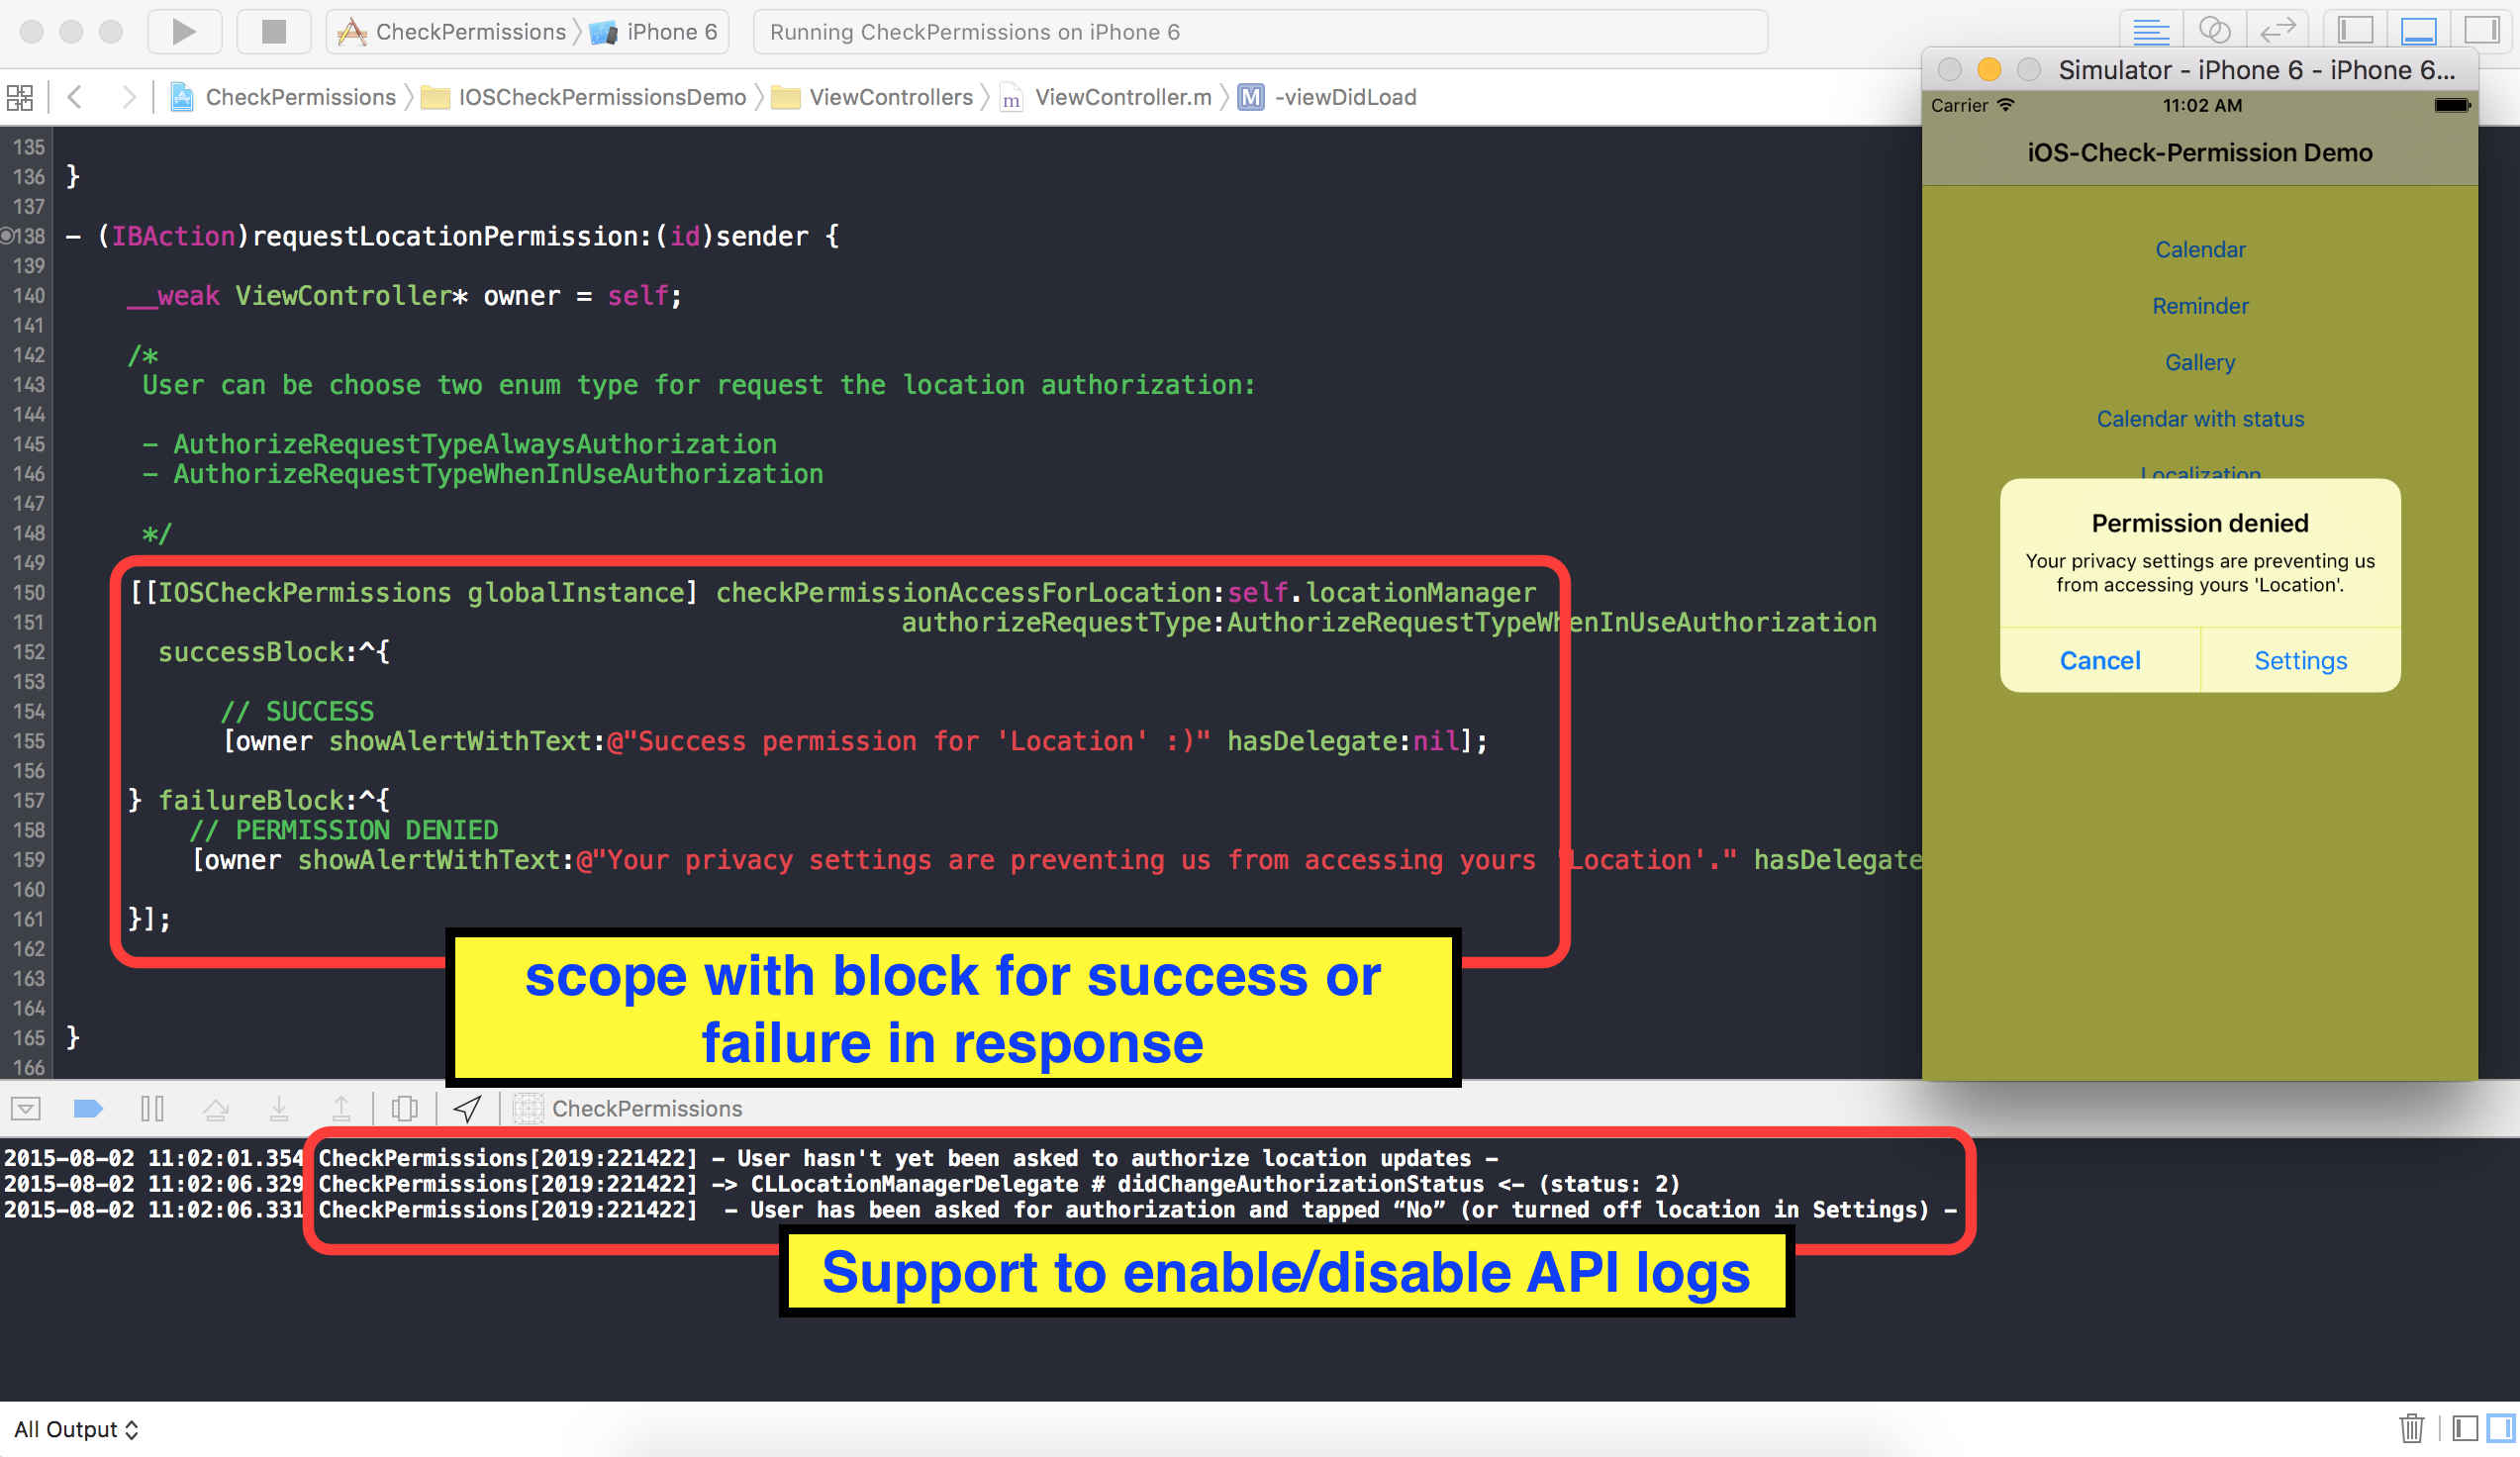 CheckPermissions iPhone 6
Running CheckPermissions on iPhone 6
CheckPermissions IOSCheckPermissionsDemo ViewControllers m ViewController.m M -viewDidLoad
135
136 }
137
138 - (IBAction)requestLocationPermission:(id)sender {
139
140 __weak ViewController* owner = self;
141
142 /*
143 User can be choose two enum type for request the location authorization:
144
145 - AuthorizeRequestTypeAlwaysAuthorization
146 - AuthorizeRequestTypeWhenInUseAuthorization
147
148 */
149
150 [[IOSCheckPermissions globalInstance] checkPermissionAccessForLocation:self.locationManager
151 authorizeRequestType:AuthorizeRequestTypeWhenInUseAuthorization
152 successBlock:^{
153
154 // SUCCESS
155 [owner showAlertWithText:@"Success permission for 'Location' :)" hasDelegate:nil];
156
157 } failureBlock:^{
158 // PERMISSION DENIED
159 [owner showAlertWithText:@"Your privacy settings are preventing us from accessing yours 'Location'." hasDelegate
160
161 }];
162
163
164
165 }
166
scope with block for success or
failure in response
Simulator - iPhone 6 - iPhone 6...
Carrier 11:02 AM
iOS-Check-Permission Demo
Calendar
Reminder
Gallery
Calendar with status
Localization
Permission denied
Your privacy settings are preventing us
from accessing yours 'Location'.
Cancel Settings
CheckPermissions
2015-08-02 11:02:01.354 CheckPermissions[2019:221422] - User hasn't yet been asked to authorize location updates -
2015-08-02 11:02:06.329 CheckPermissions[2019:221422] -> CLLocationManagerDelegate # didChangeAuthorizationStatus <- (status: 2)
2015-08-02 11:02:06.331 CheckPermissions[2019:221422] - User has been asked for authorization and tapped “No” (or turned off location in Settings) -
Support to enable/disable API logs
All Output